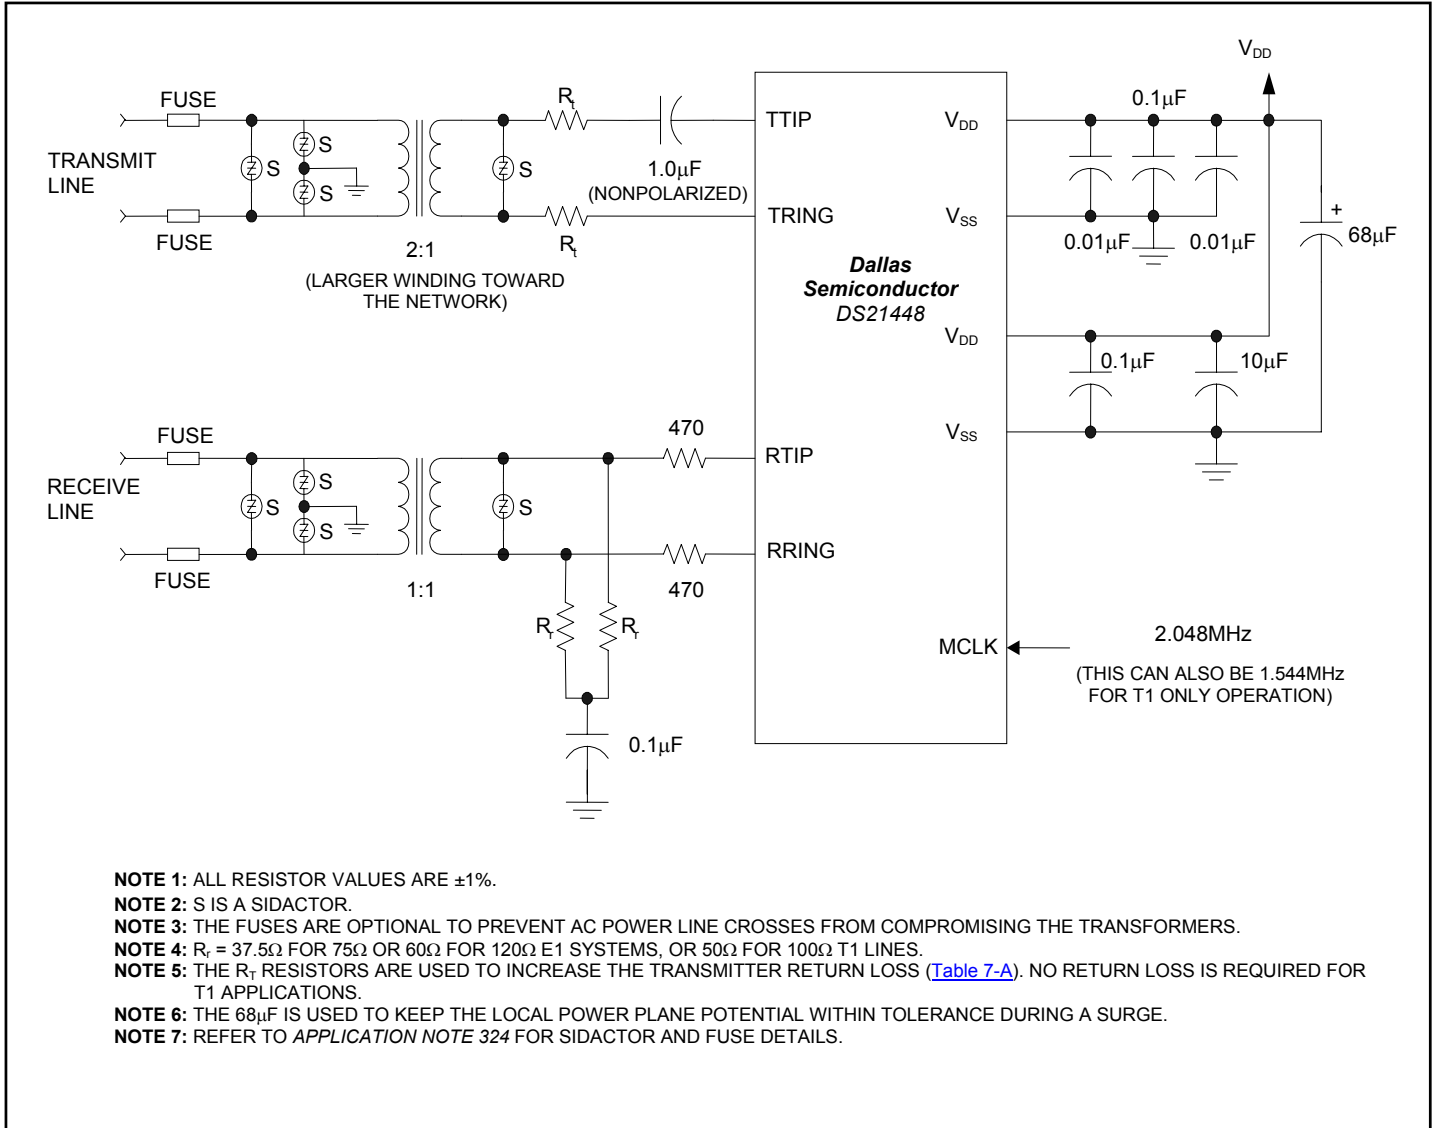 V_DD
FUSE
R_t
0.1μF
TTIP
V_DD
TRANSMIT
LINE
S
S
S
S
1.0μF
(NONPOLARIZED)
FUSE
R_t
TRING
V_SS
0.01μF
0.01μF
+
68μF
2:1
(LARGER WINDING TOWARD
THE NETWORK)
Dallas
Semiconductor
DS21448
V_DD
0.1μF
10μF
FUSE
470
RTIP
V_SS
RECEIVE
LINE
S
S
S
S
FUSE
1:1
470
RRING
R_r
R_r
MCLK
2.048MHz
(THIS CAN ALSO BE 1.544MHz
FOR T1 ONLY OPERATION)
0.1μF
NOTE 1: ALL RESISTOR VALUES ARE ±1%.
NOTE 2: S IS A SIDACTOR.
NOTE 3: THE FUSES ARE OPTIONAL TO PREVENT AC POWER LINE CROSSES FROM COMPROMISING THE TRANSFORMERS.
NOTE 4: R_r = 37.5Ω FOR 75Ω OR 60Ω FOR 120Ω E1 SYSTEMS, OR 50Ω FOR 100Ω T1 LINES.
NOTE 5: THE R_T RESISTORS ARE USED TO INCREASE THE TRANSMITTER RETURN LOSS (Table 7-A). NO RETURN LOSS IS REQUIRED FOR
T1 APPLICATIONS.
NOTE 6: THE 68μF IS USED TO KEEP THE LOCAL POWER PLANE POTENTIAL WITHIN TOLERANCE DURING A SURGE.
NOTE 7: REFER TO APPLICATION NOTE 324 FOR SIDACTOR AND FUSE DETAILS.